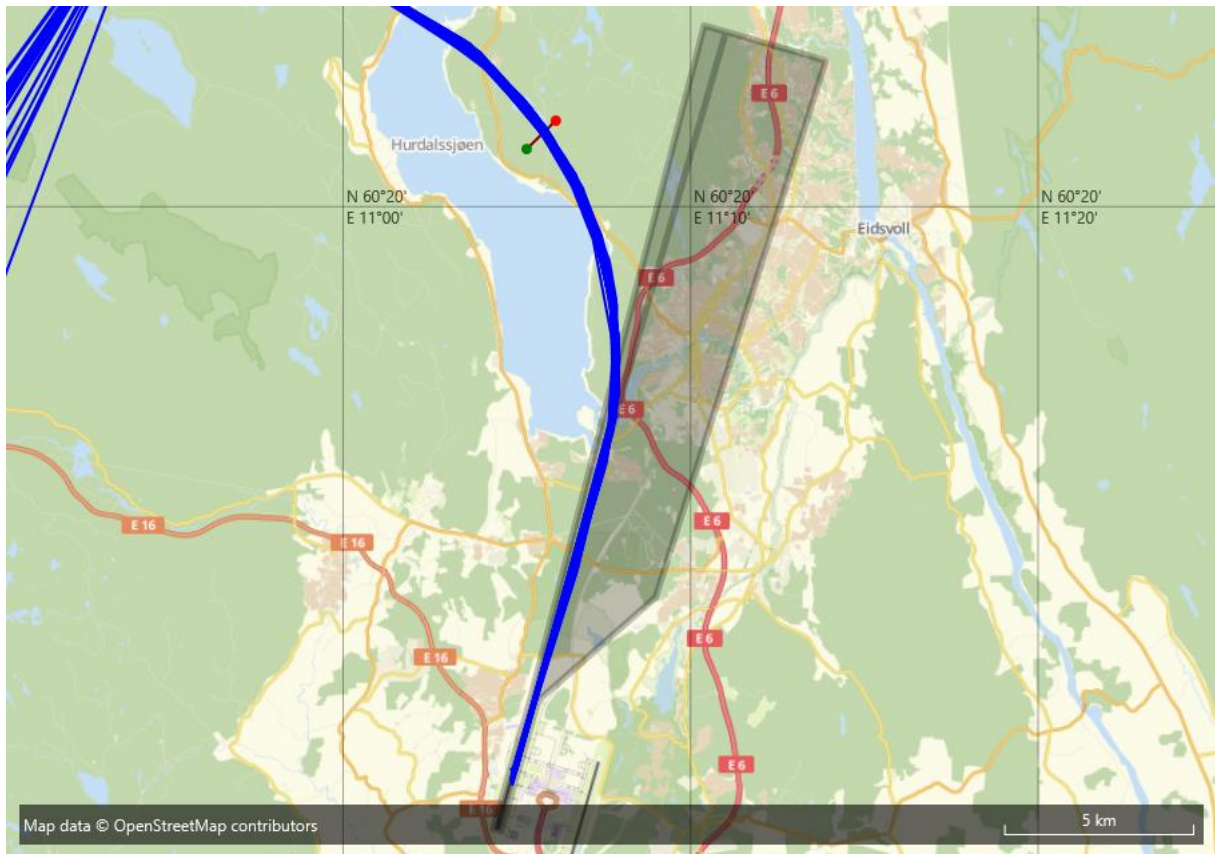 E 6
Hurdalssjøen
N 60°20'
E 11°00'
N 60°20'
E 11°10'
N 60°20'
E 11°20'
Eidsvoll
E 6
E 6
E 16
E 6
E 16
E 6
E 16
E 6
E 16
Map data © OpenStreetMap contributors
5 km